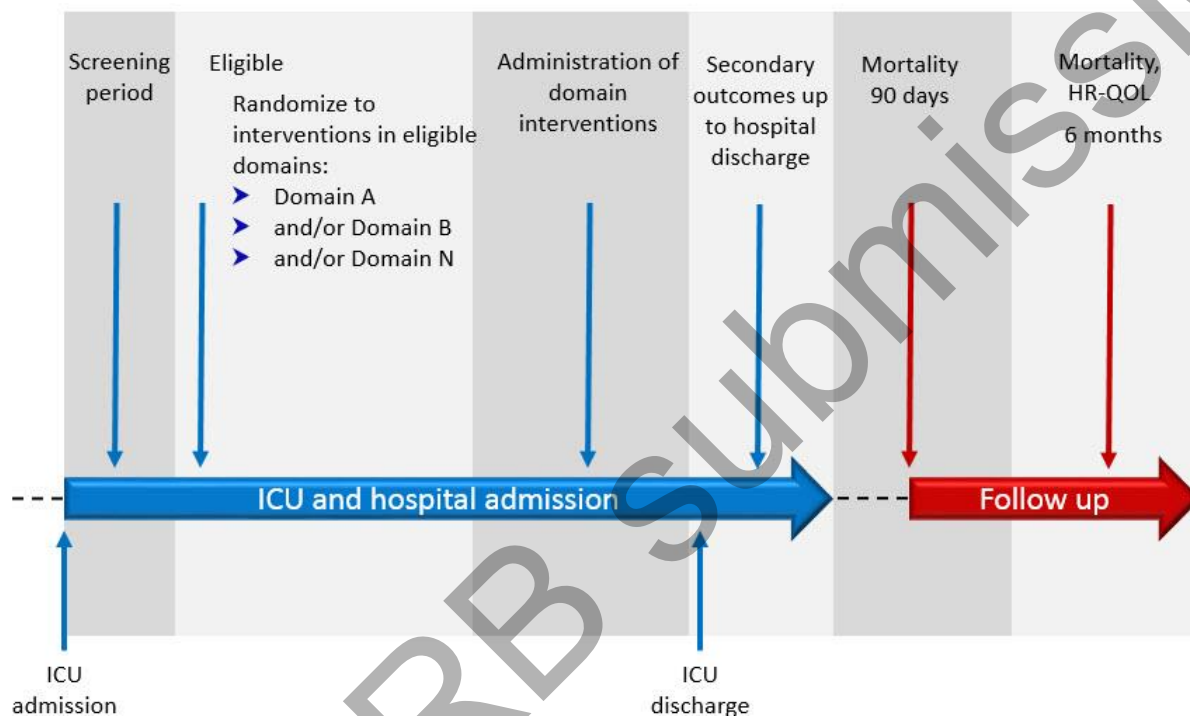 Screening
period
Eligible
Randomize to
interventions in eligible
domains:
➤ Domain A
➤ and/or Domain B
➤ and/or Domain N
Administration of
domain
interventions
Secondary
outcomes up
to hospital
discharge
Mortality
90 days
Mortality,
HR-QOL
6 months
ICU and hospital admission
Follow up
ICU
admission
ICU
discharge
RB submiss